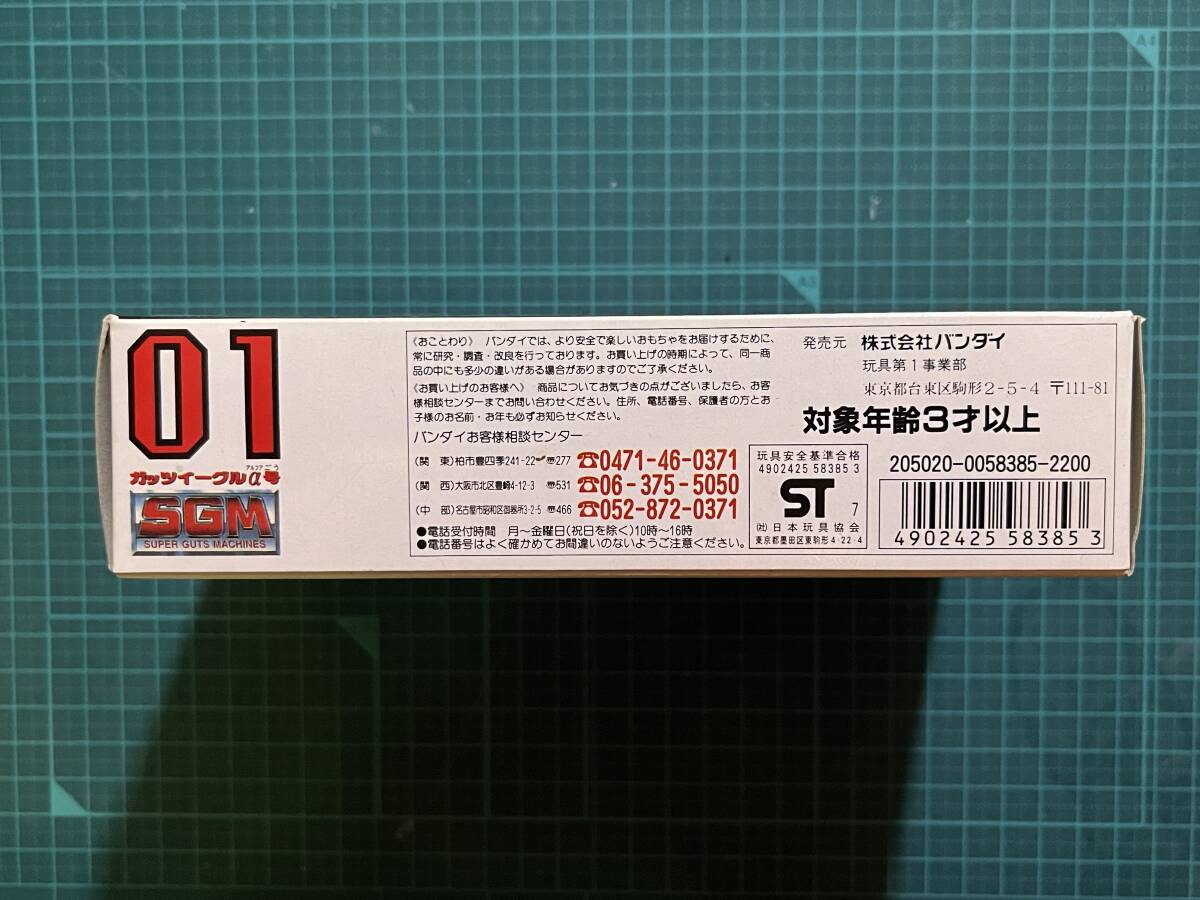 01
アルファ ごう
ガッツイーグルα号
SGM
SUPER GUTS MACHINES
《おことわり》 バンダイでは、より安全で楽しいおもちゃをお届けするために、
常に研究・調査・改良を行っております。お買い上げの時期によって、同一商
品の中にも多少の違いがある場合がありますのでご了承ください。
《お買い上げのお客様へ》 商品についてお気づきの点がございましたら、お客
様相談センターまでお問い合わせください。住所、電話番号、保護者の方とお
子様のお名前・お年も必ずお知らせください。
バンダイお客様相談センター
(関 東)柏市豊四季241-22 〠277 ☎0471-46-0371
(関 西)大阪市北区豊崎4-12-3 〠531 ☎06-375-5050
(中 部)名古屋市昭和区御器所3-2-5 〠466 ☎052-872-0371
●電話受付時間 月~金曜日(祝日を除く)10時~16時
●電話番号はよく確かめてお間違いのないようご注意ください。
発売元 株式会社バンダイ
玩具第1事業部
東京都台東区駒形2-5-4 〒111-81
対象年齢3才以上
玩具安全基準合格
4902425 58385 3
ST 7
(社)日本玩具協会
東京都墨田区東駒形4-22-4
205020-0058385-2200
4902425 58385 3
A4
A5